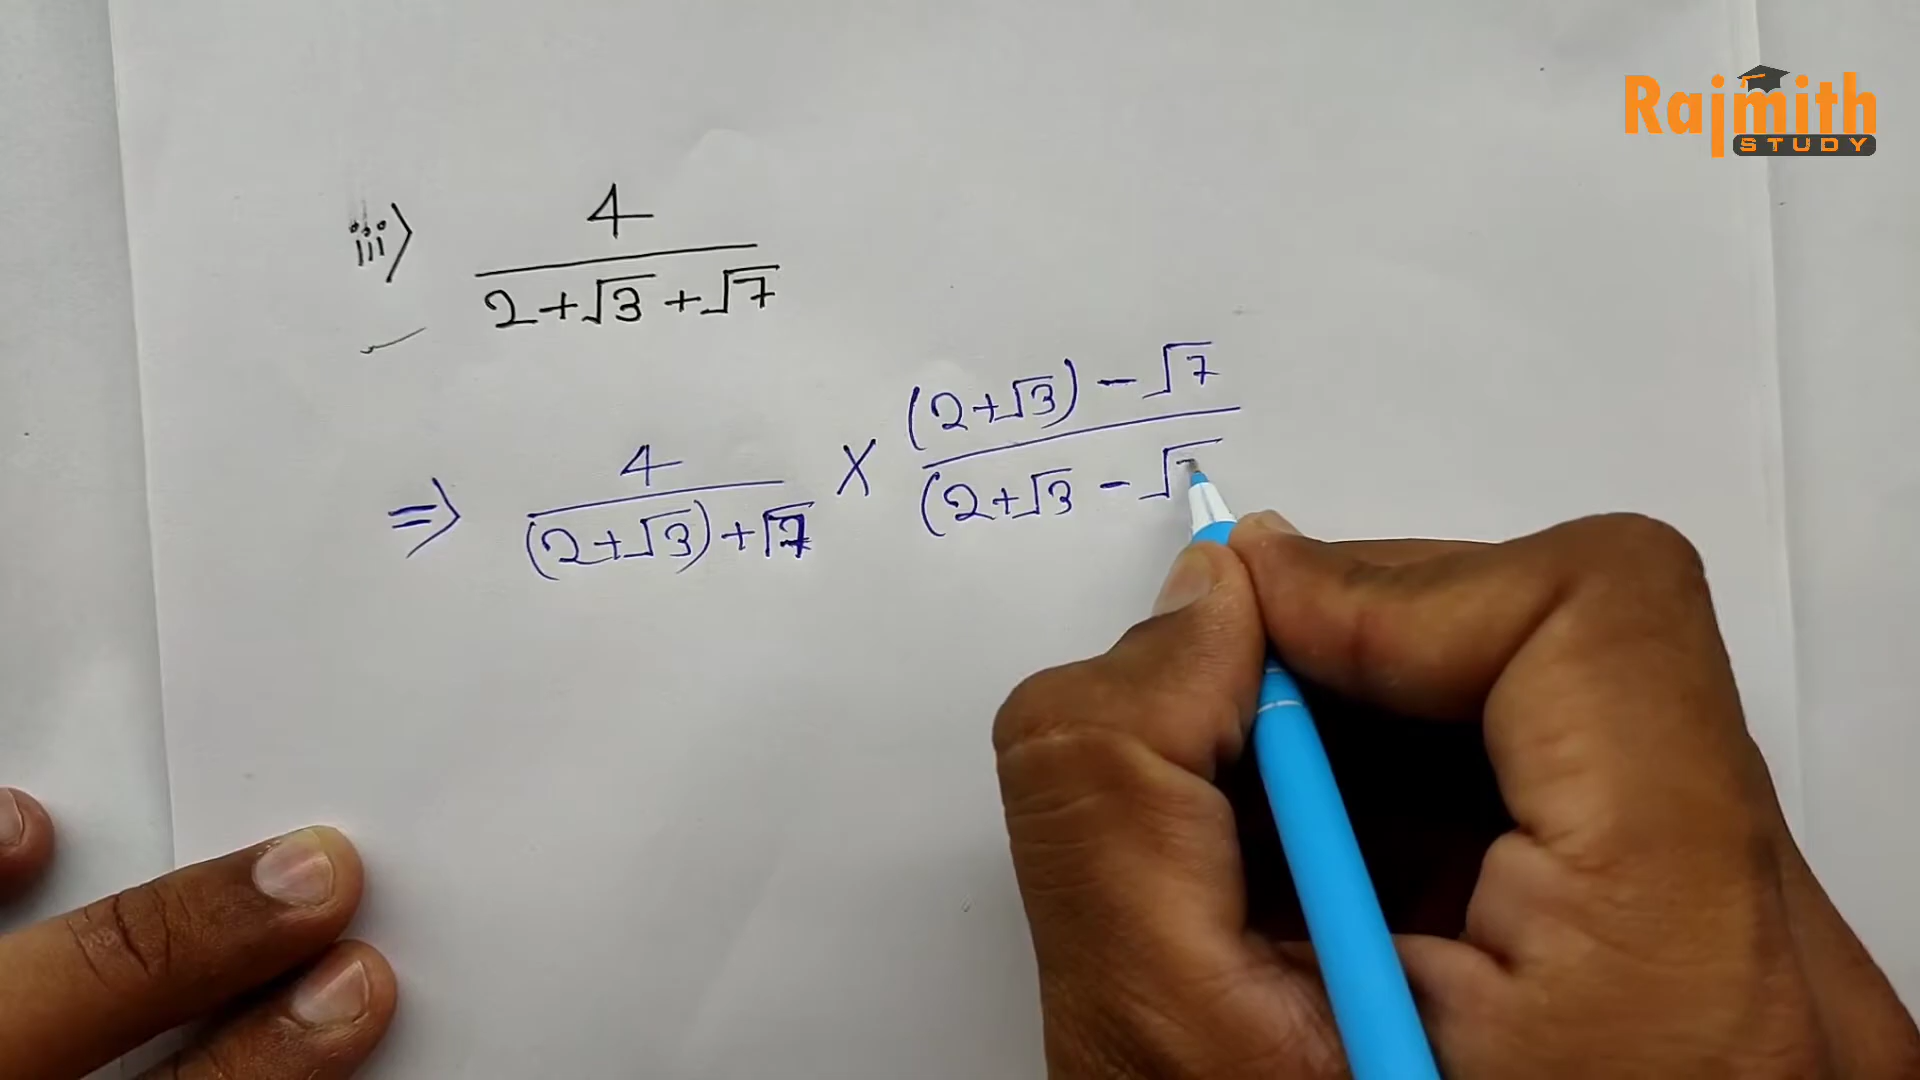 Rajmith
STUDY
iii) 4
2+√3+√7
(2+√3) - √7
⇒ 4 ×
(2+√3)+√7 (2+√3 - √7